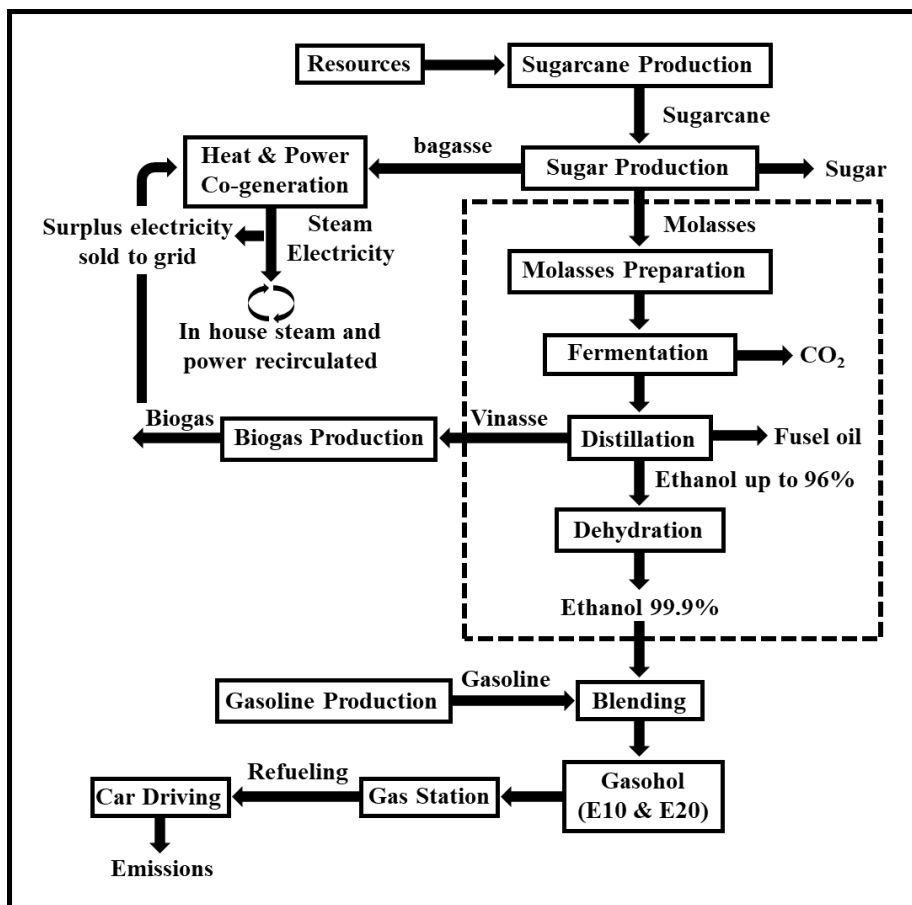 Resources
Sugarcane Production
Sugarcane
bagasse
Heat & Power
Co-generation
Sugar Production
Sugar
Surplus electricity
sold to grid
Steam
Electricity
Molasses
Molasses Preparation
In house steam and
power recirculated
Fermentation
CO₂
Biogas
Biogas Production
Vinasse
Distillation
Fusel oil
Ethanol up to 96%
Dehydration
Ethanol 99.9%
Gasoline Production
Gasoline
Blending
Gasohol
(E10 & E20)
Gas Station
Refueling
Car Driving
Emissions